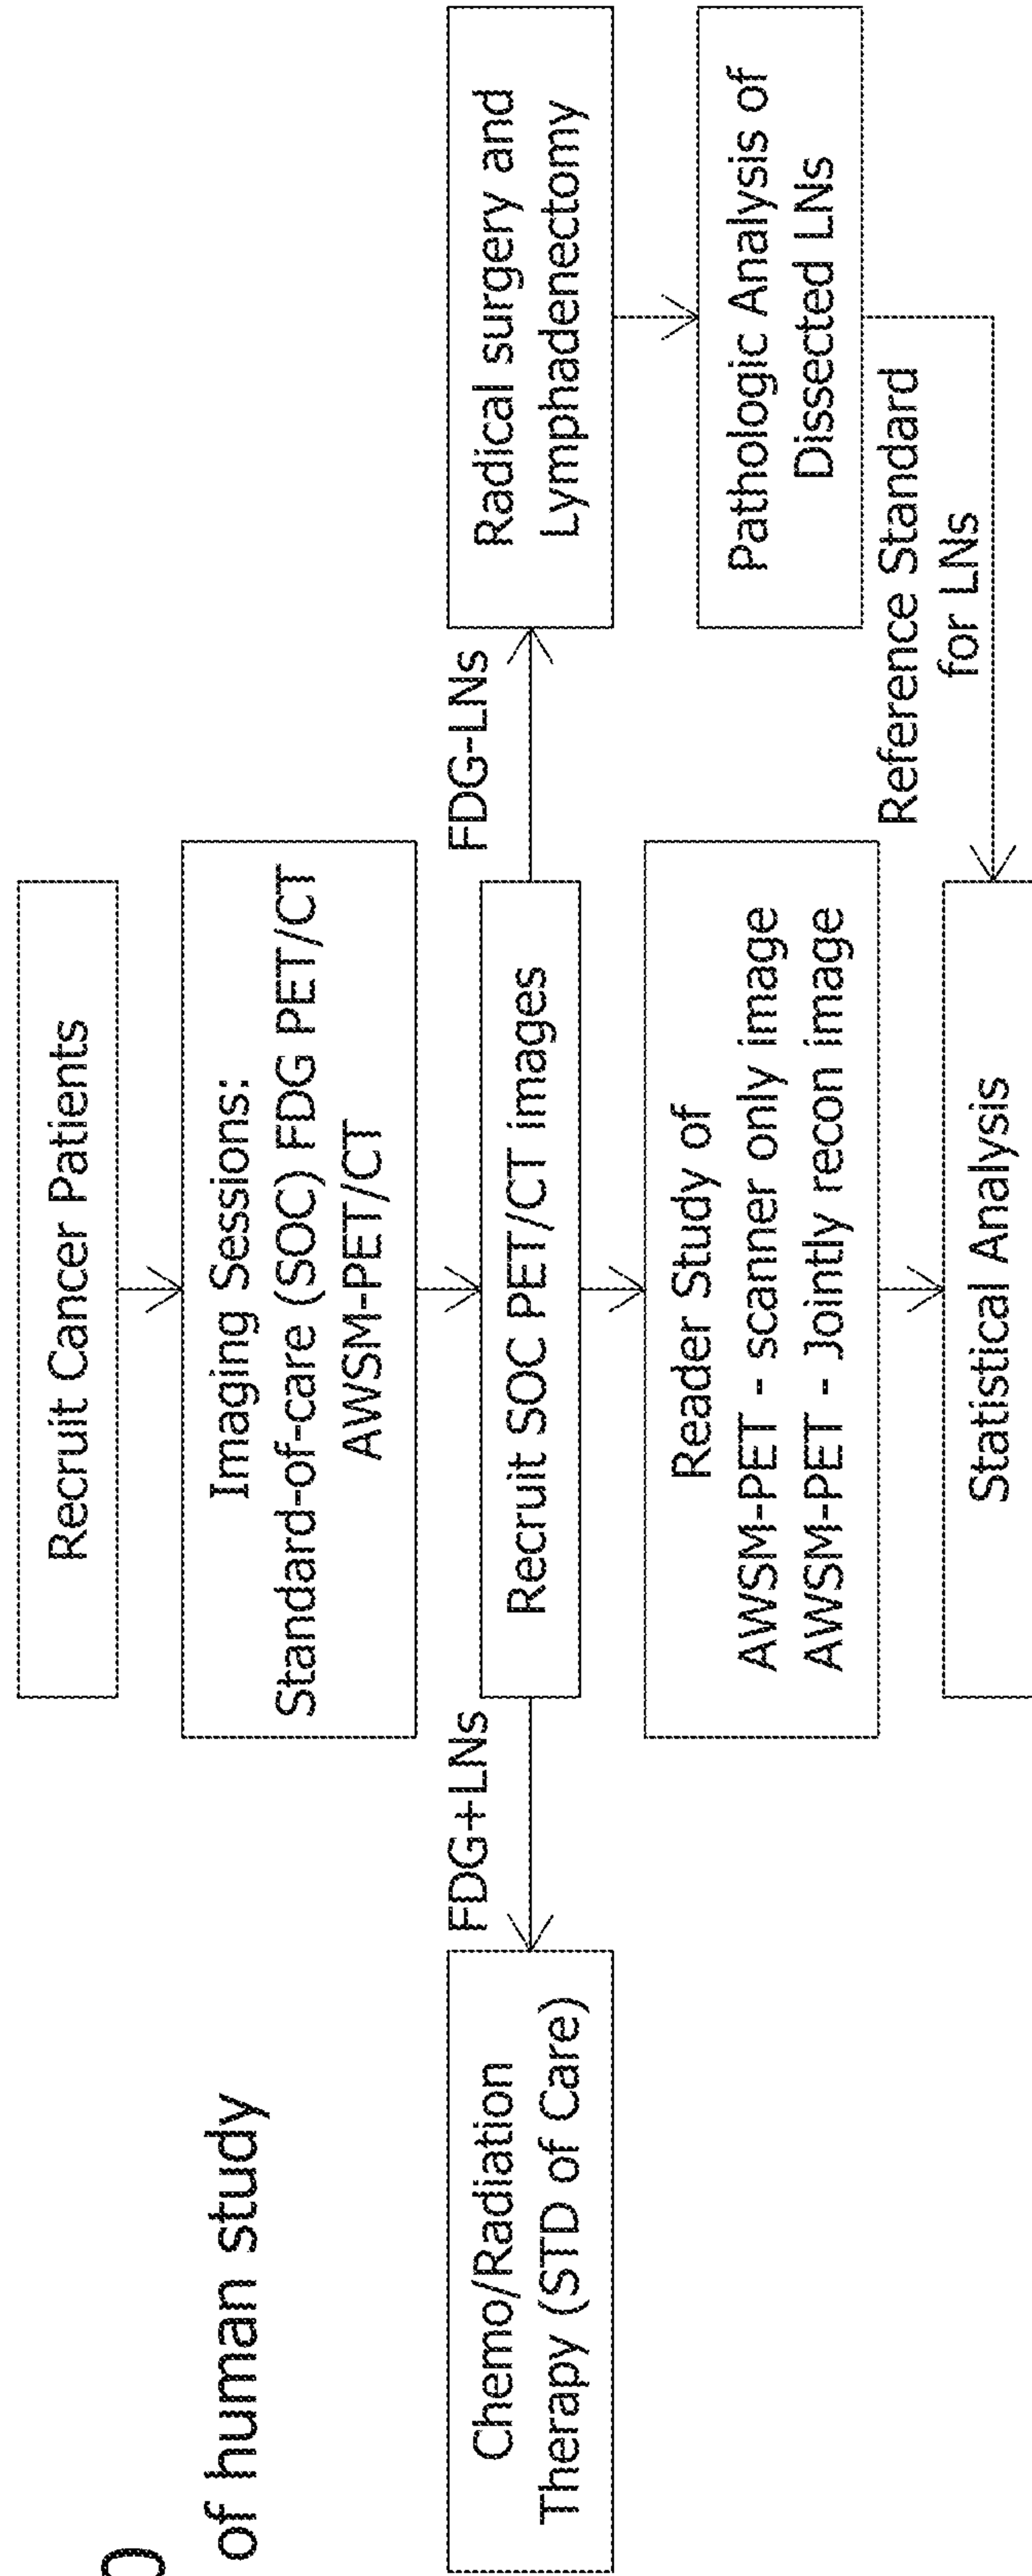 of human study
Recruit Cancer Patients
Imaging Sessions:
Standard-of-care (SOC) FDG PET/CT
AWSM-PET/CT
FDG+LNs
FDG-LNs
Chemo/Radiation
Therapy (STD of Care)
Recruit SOC PET/CT images
Radical surgery and
Lymphadenectomy
Reader Study of
AWSM-PET - scanner only image
AWSM-PET - Jointly recon image
Pathologic Analysis of
Dissected LNs
Reference Standard
for LNs
Statistical Analysis